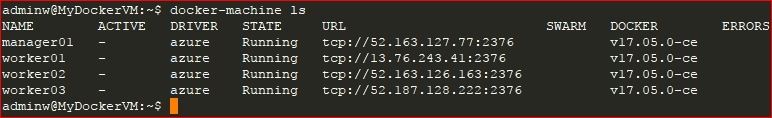 adminw@MyDockerVM:~$ docker-machine ls
NAME ACTIVE DRIVER STATE URL SWARM DOCKER ERRORS
manager01 - azure Running tcp://52.163.127.77:2376 v17.05.0-ce
worker01 - azure Running tcp://13.76.243.41:2376 v17.05.0-ce
worker02 - azure Running tcp://52.163.126.163:2376 v17.05.0-ce
worker03 - azure Running tcp://52.187.128.222:2376 v17.05.0-ce
adminw@MyDockerVM:~$